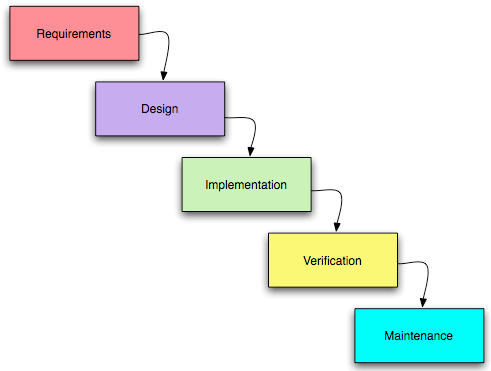 Requirements
Design
Implementation
Verification
Maintenance